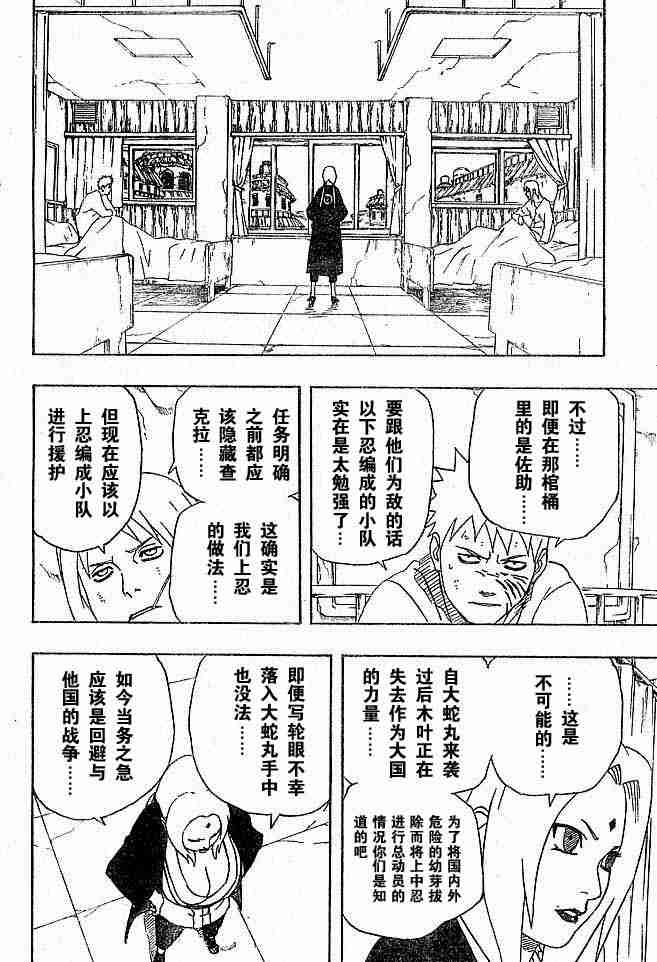 不过……
即便在那棺桶
里的是佐助……
要跟他们为敌的话
以下忍编成的小队
实在是太勉强了……
任务明确
之前都应
该隐藏查
克拉……
这确实是
我们上忍
的做法……
但现在应该以
上忍编成小队
进行援护
……这是
不可能的……
自大蛇丸来袭
过后木叶正在
失去作为大国
的力量……
为了将国内外
危险的幼芽拔
除而将上中忍
进行总动员的
情况你们是知
道的吧
即便写轮眼不幸
落入大蛇丸手中
也没法……
如今当务之急
应该是回避与
他国的战争……